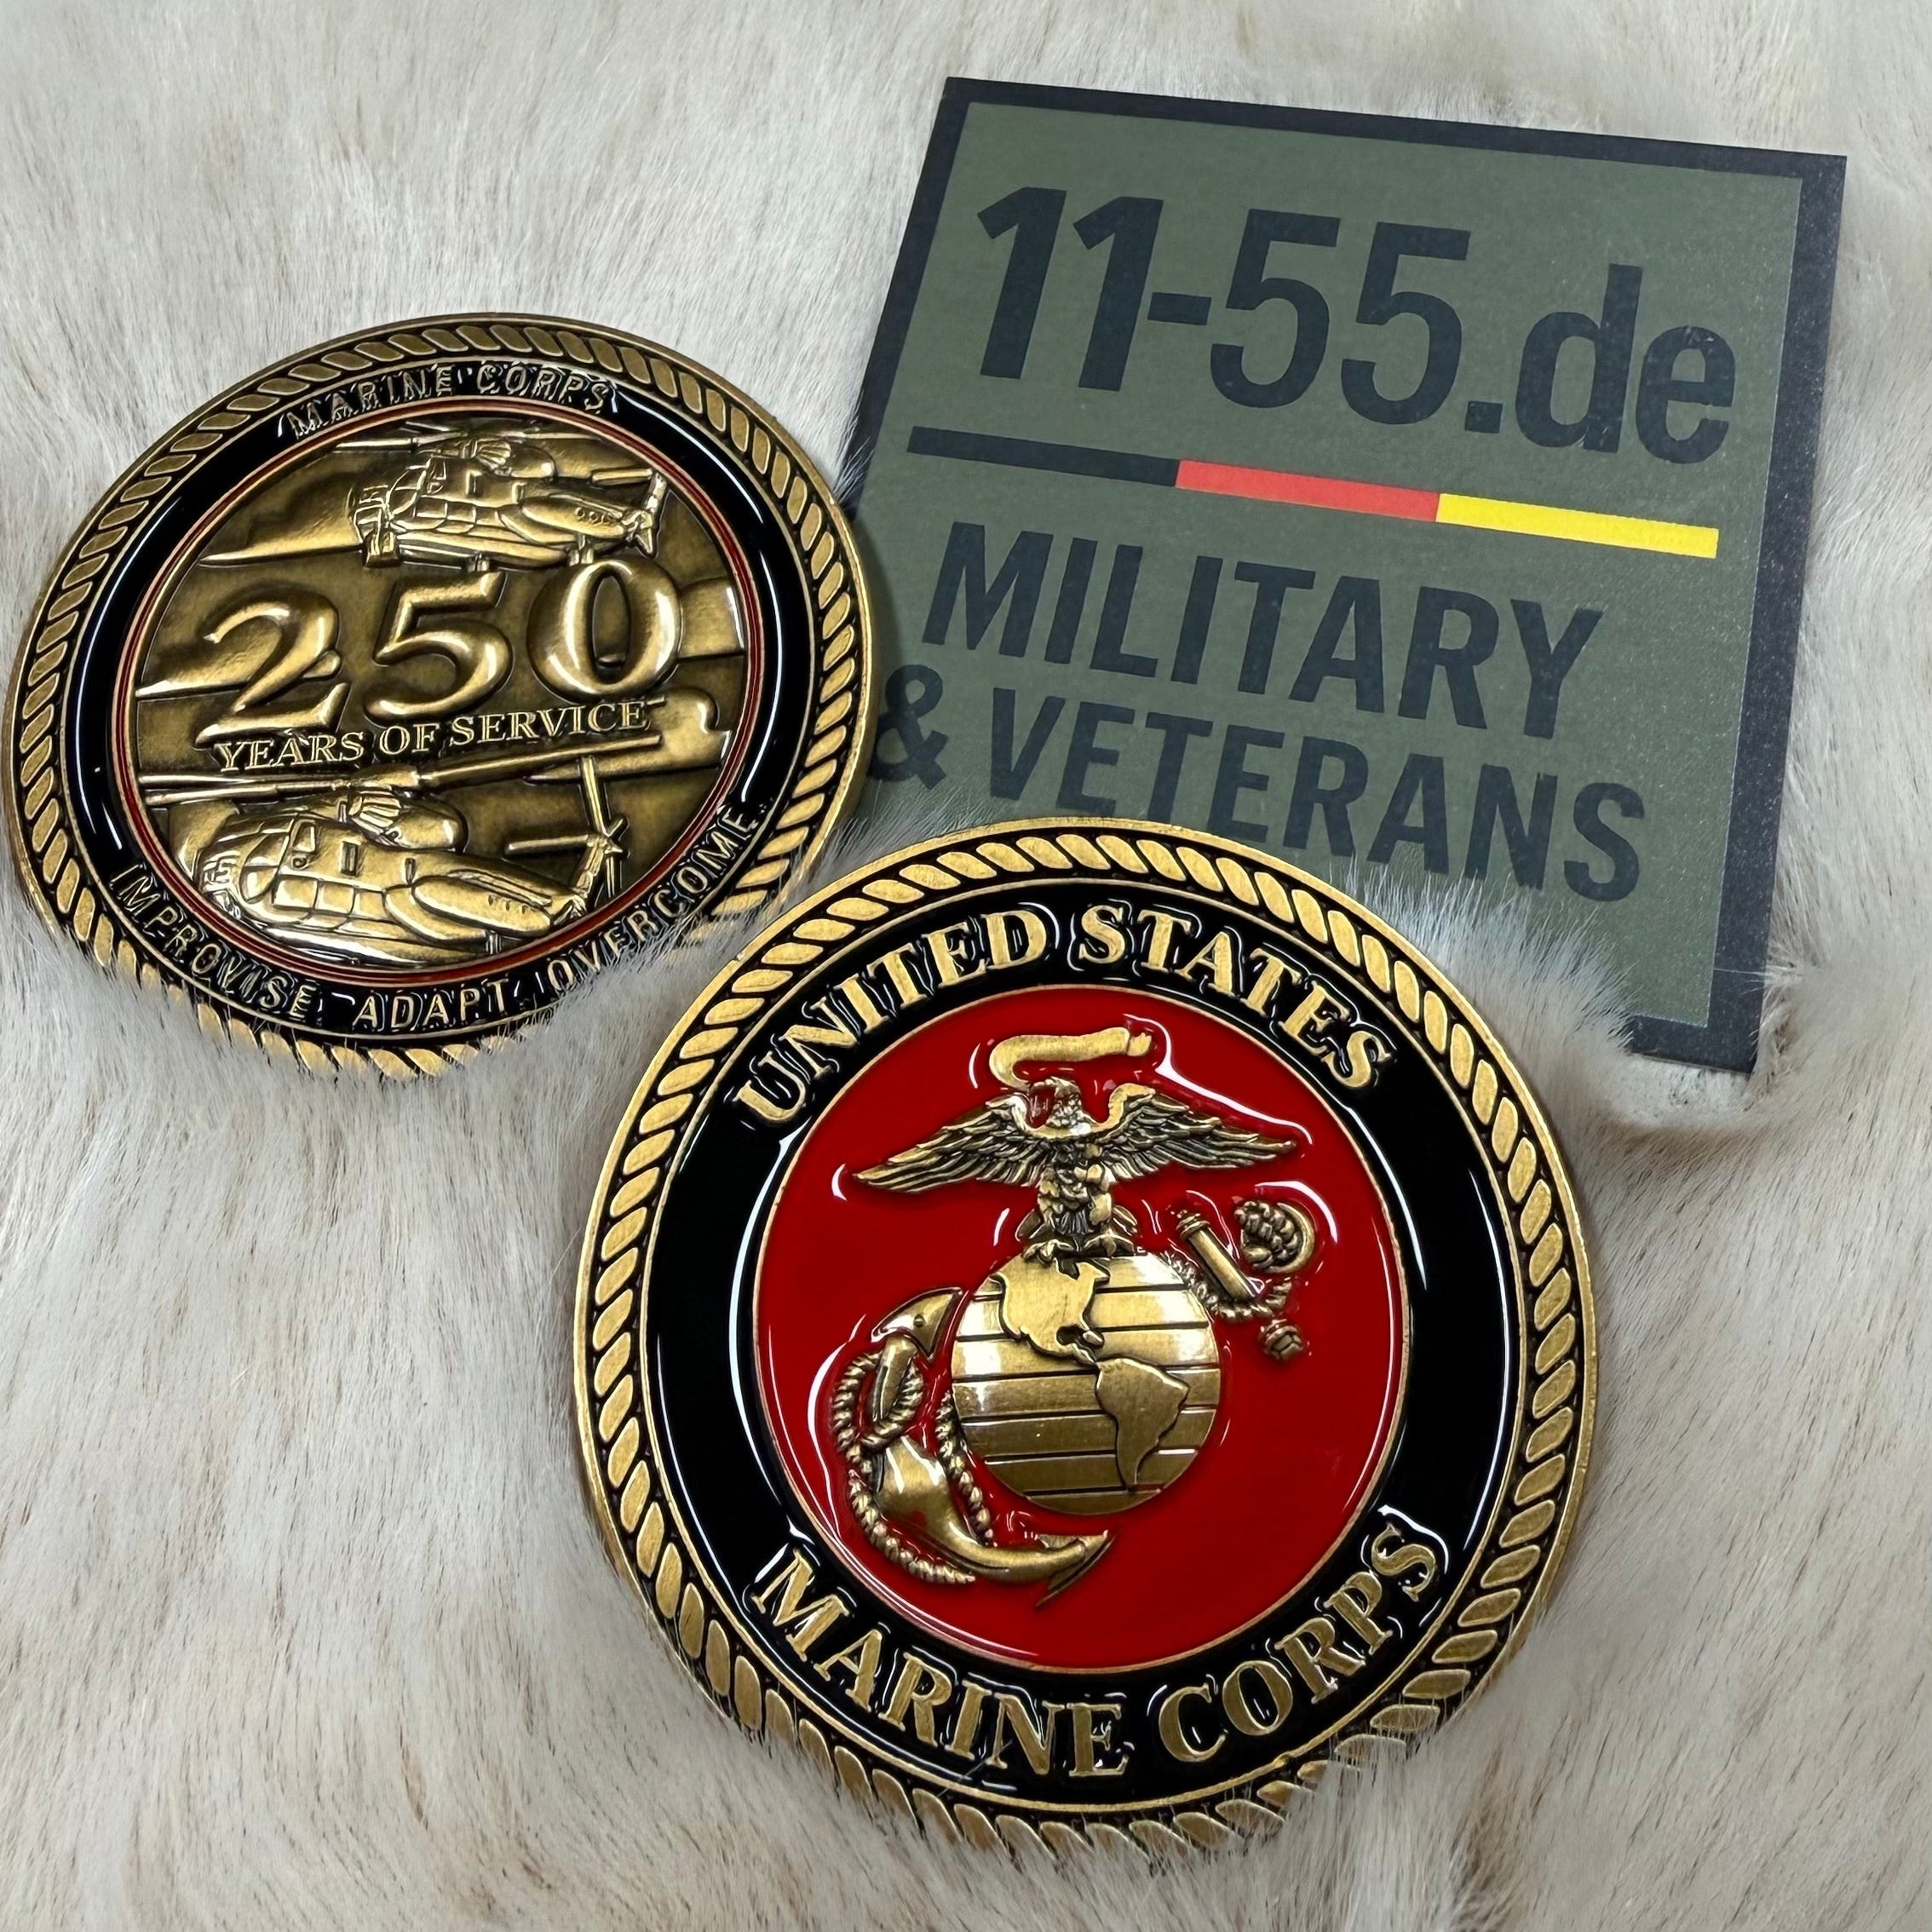 11-55.de
MILITARY
& VETERANS
MARINE CORPS
250
YEARS OF SERVICE
IMPROVISE ADAPT OVERCOME
UNITED STATES
MARINE CORPS